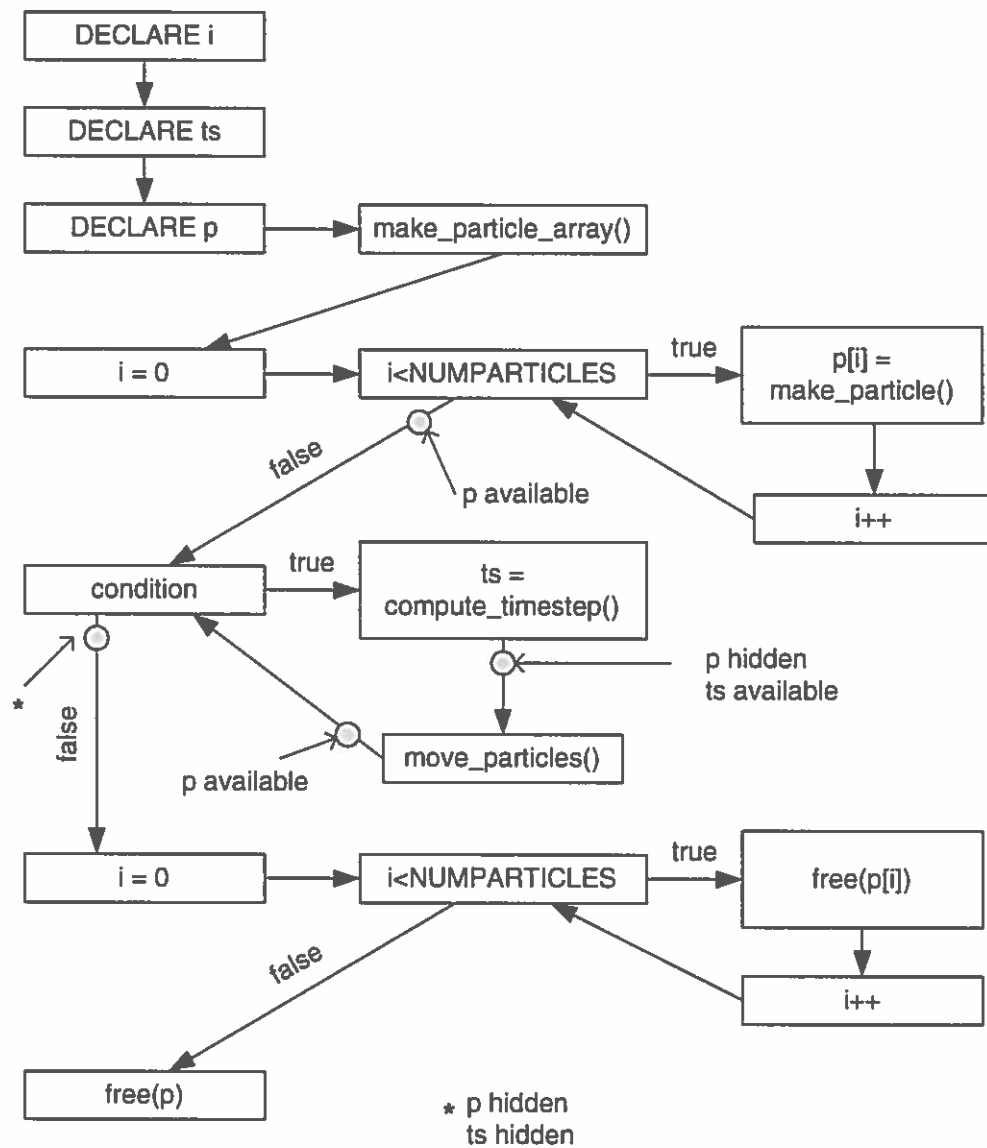 DECLARE i
DECLARE ts
DECLARE p
make_particle_array()
i = 0
i<NUMPARTICLES
true
p[i] =
make_particle()
false
p available
i++
condition
true
ts =
compute_timestep()
p hidden
ts available
*
false
p available
move_particles()
i = 0
i<NUMPARTICLES
true
free(p[i])
false
i++
free(p)
* p hidden
ts hidden